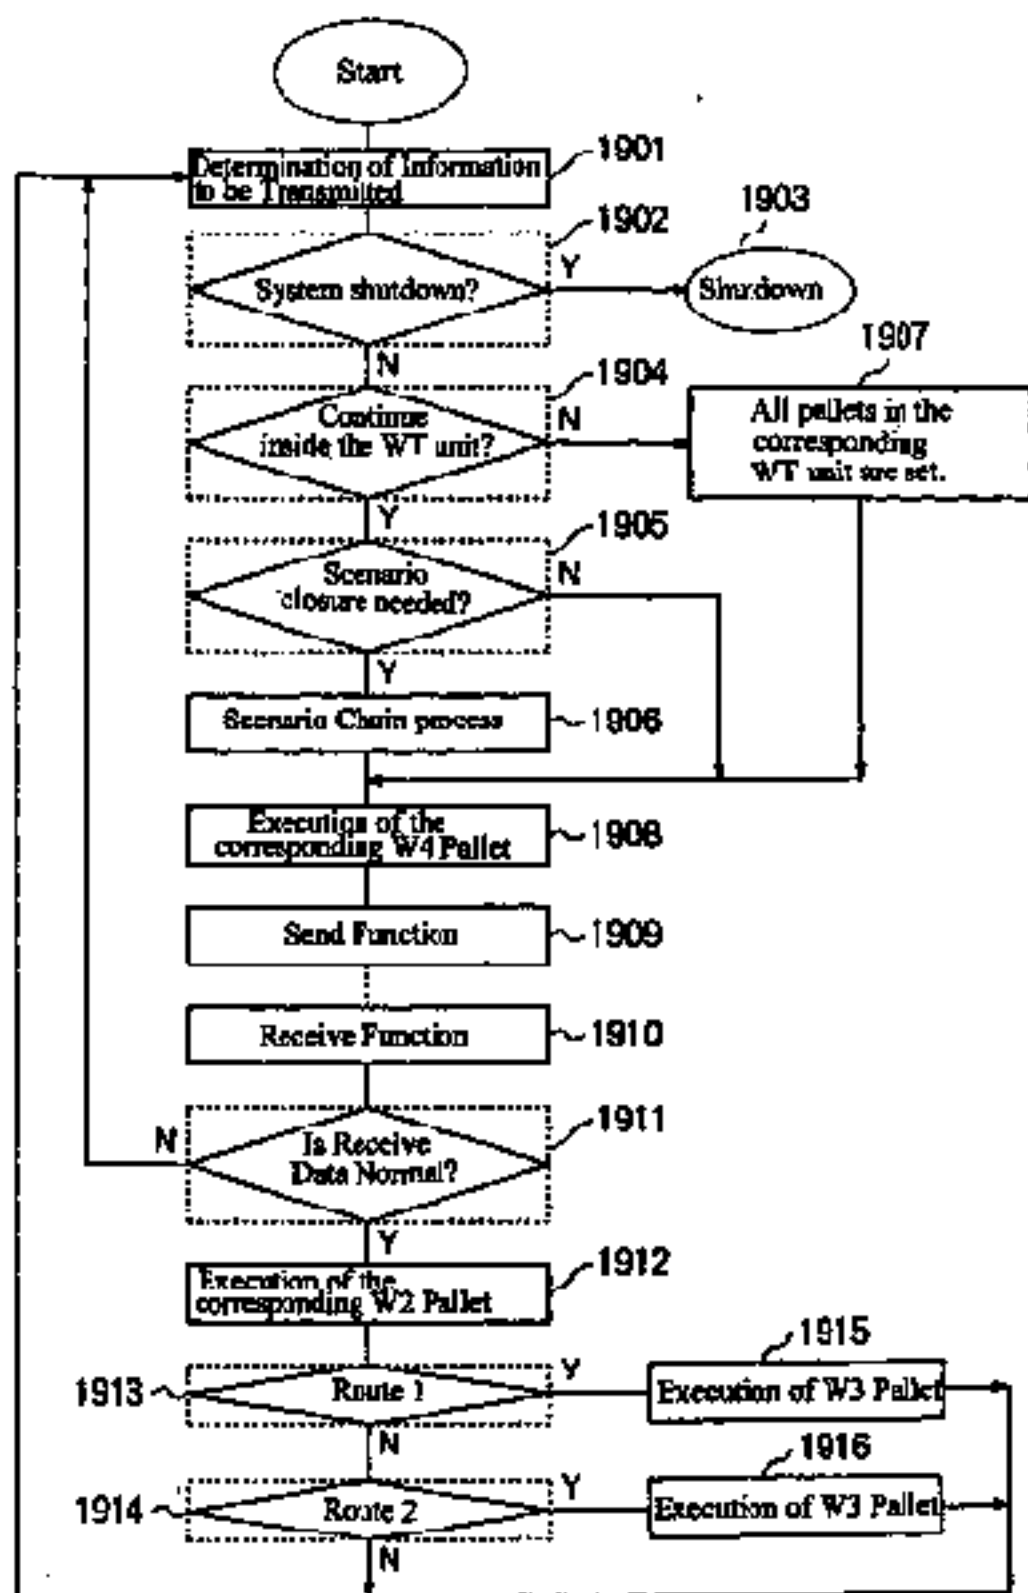 Start
1901
Determination of Information
to be Transmitted
1902
1903
System shutdown?
Y
Shutdown
N
1904
1907
Continue
inside the WT unit?
N
All pallets in the
corresponding
WT unit are set.
Y
1905
Scenario
closure needed?
N
Y
Scenario Chain process
1906
Execution of the
corresponding W4 Pallet
1908
Send Function
1909
Receive Function
1910
1911
N
Is Receive
Data Normal?
Y
1912
Execution of the
corresponding W2 Pallet
1915
1913
Route 1
Y
Execution of W3 Pallet
N
1916
1914
Route 2
Y
Execution of W3 Pallet
N